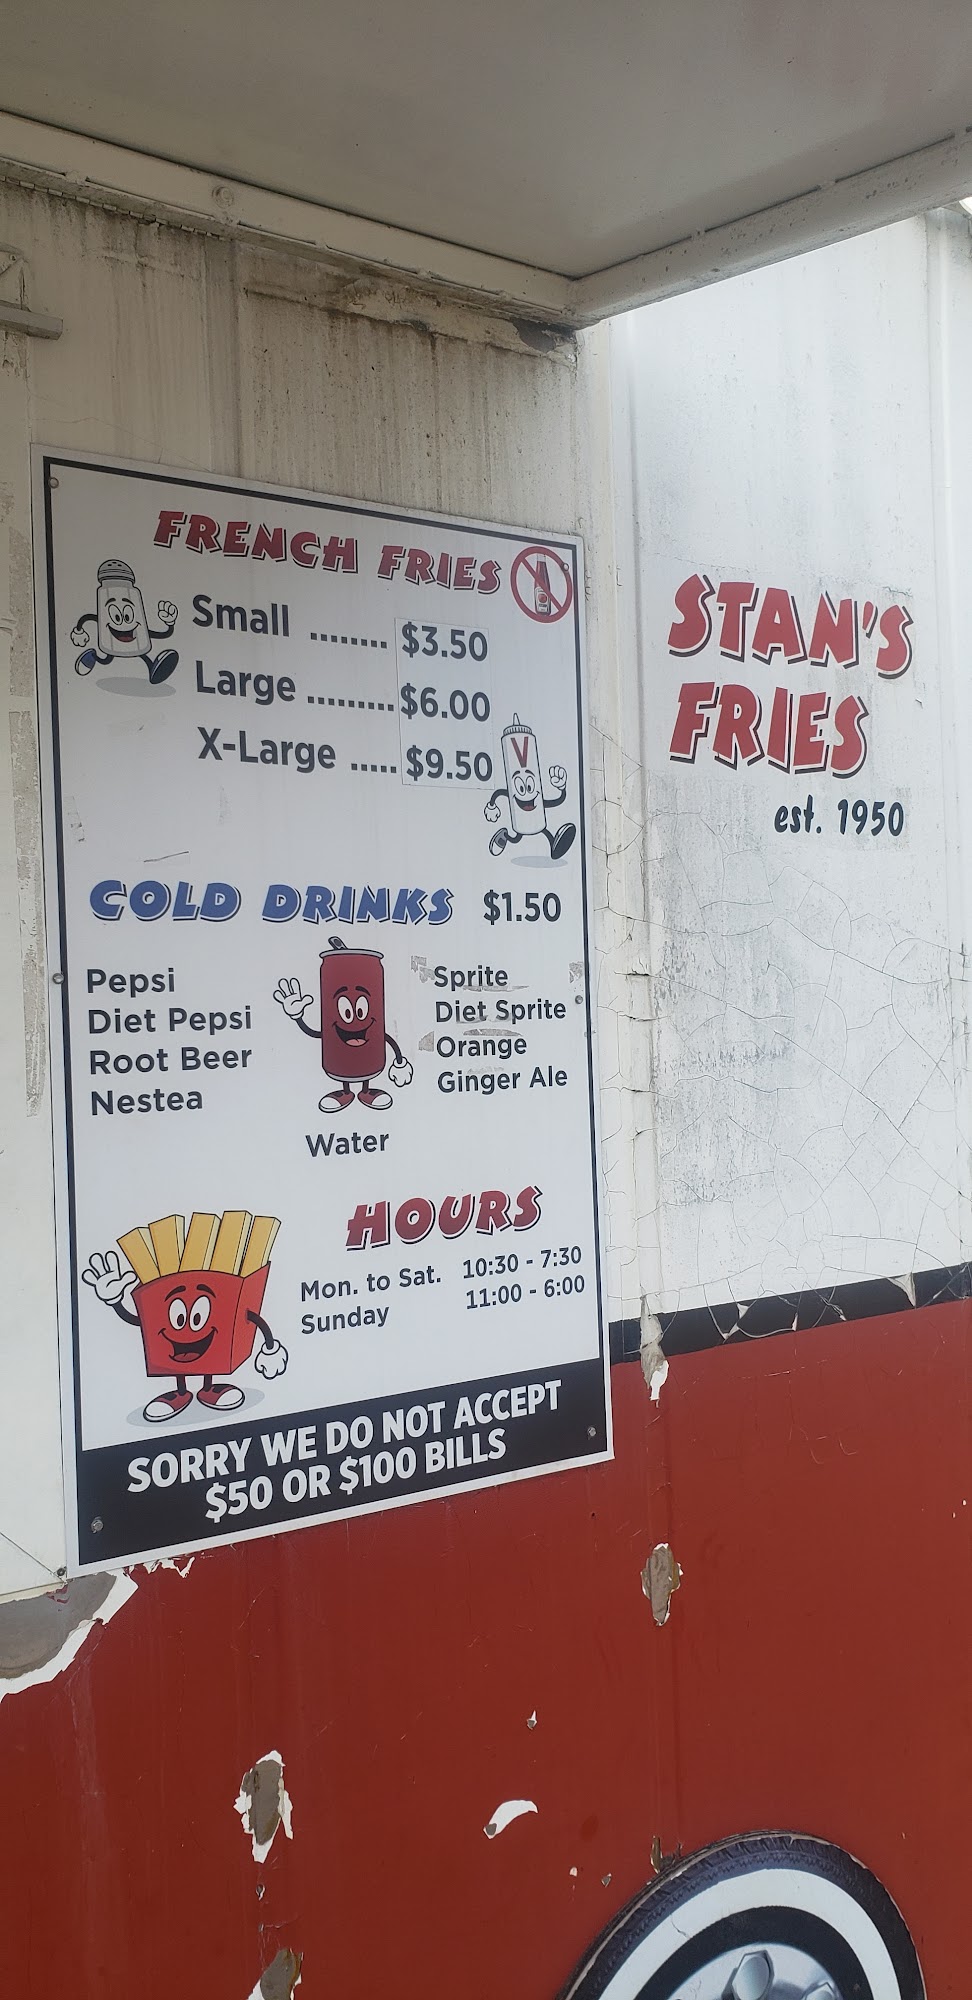 FRENCH FRIES
Small ........ $3.50
Large ......... $6.00
X-Large ..... $9.50
V
COLD DRINKS $1.50
Pepsi
Diet Pepsi
Root Beer
Nestea
Sprite
Diet Sprite
Orange
Ginger Ale
Water
HOURS
Mon. to Sat. 10:30 - 7:30
Sunday 11:00 - 6:00
SORRY WE DO NOT ACCEPT
$50 OR $100 BILLS
STAN'S
FRIES
est. 1950